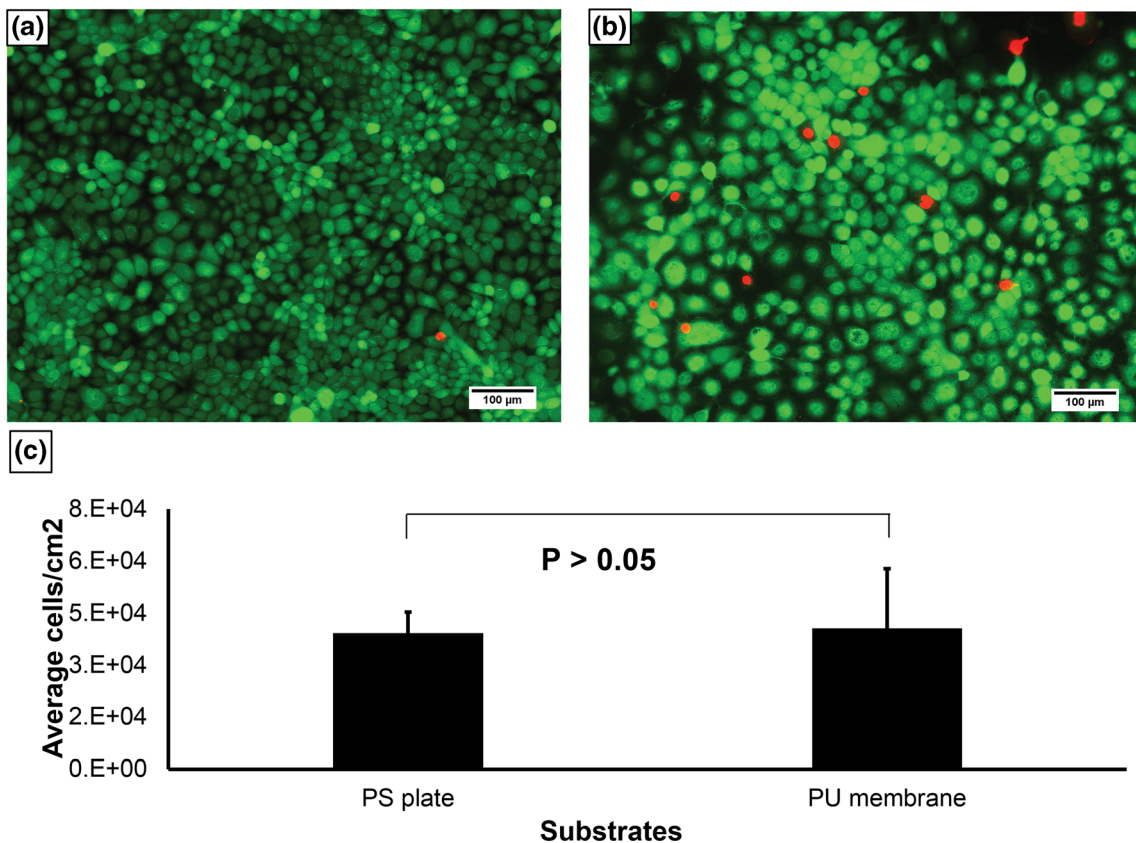 (a)
(b)
100 µm
100 µm
(c)
8.E+04
6.E+04
5.E+04
3.E+04
2.E+04
0.E+00
Average cells/cm2
P > 0.05
PS plate
PU membrane
Substrates